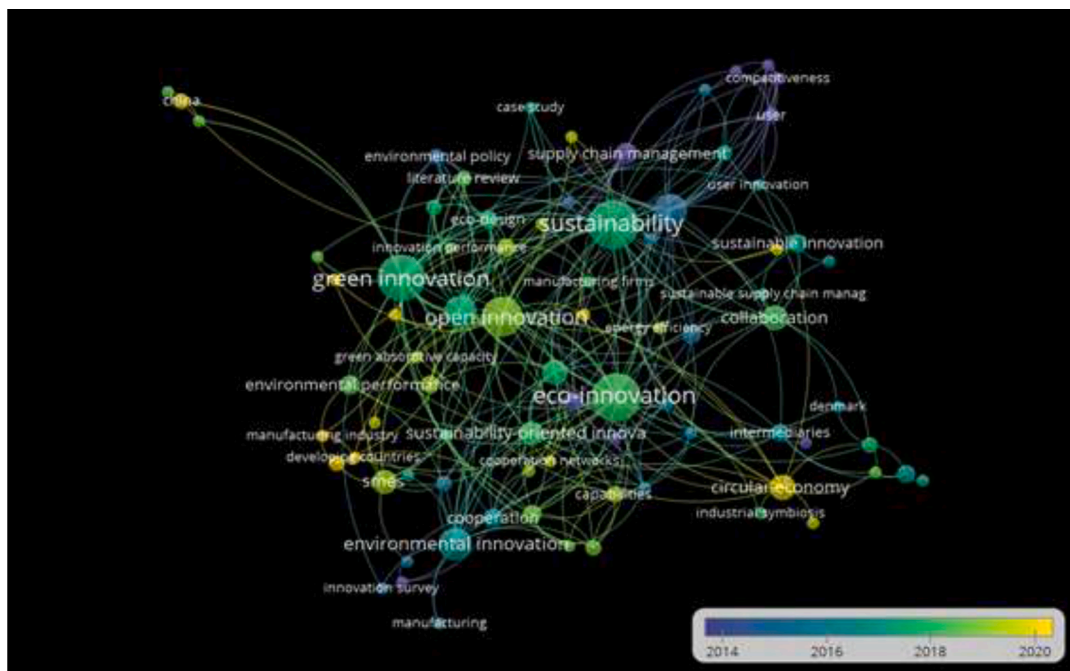 competitiveness
china
case study
user
environmental policy
supply chain management
literature review
user innovation
eco-design
sustainability
innovation performance
sustainable innovation
green innovation
manufacturing firms
sustainable supply chain manag
open innovation
collaboration
energy efficiency
green absorptive capacity
environmental performance
eco-innovation
denmark
manufacturing industry
sustainability-oriented innova
intermediaries
developing countries
cooperation networks
smes
circular economy
capabilities
industrial symbiosis
cooperation
environmental innovation
innovation survey
manufacturing
2014 2016 2018 2020